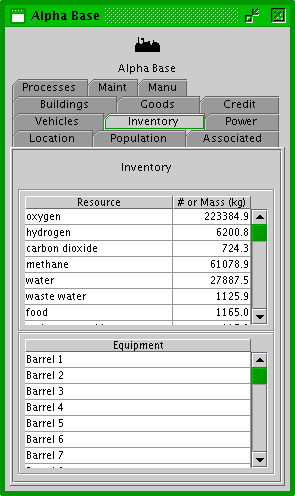 Alpha Base
Alpha Base
Processes Maint Manu
Buildings Goods Credit
Vehicles Inventory Power
Location Population Associated
Inventory
Resource # or Mass (kg)
oxygen 223384.9
hydrogen 6200.8
carbon dioxide 724.3
methane 61078.9
water 27887.5
waste water 1125.9
food 1165.0
Equipment
Barrel 1
Barrel 2
Barrel 3
Barrel 4
Barrel 5
Barrel 6
Barrel 7